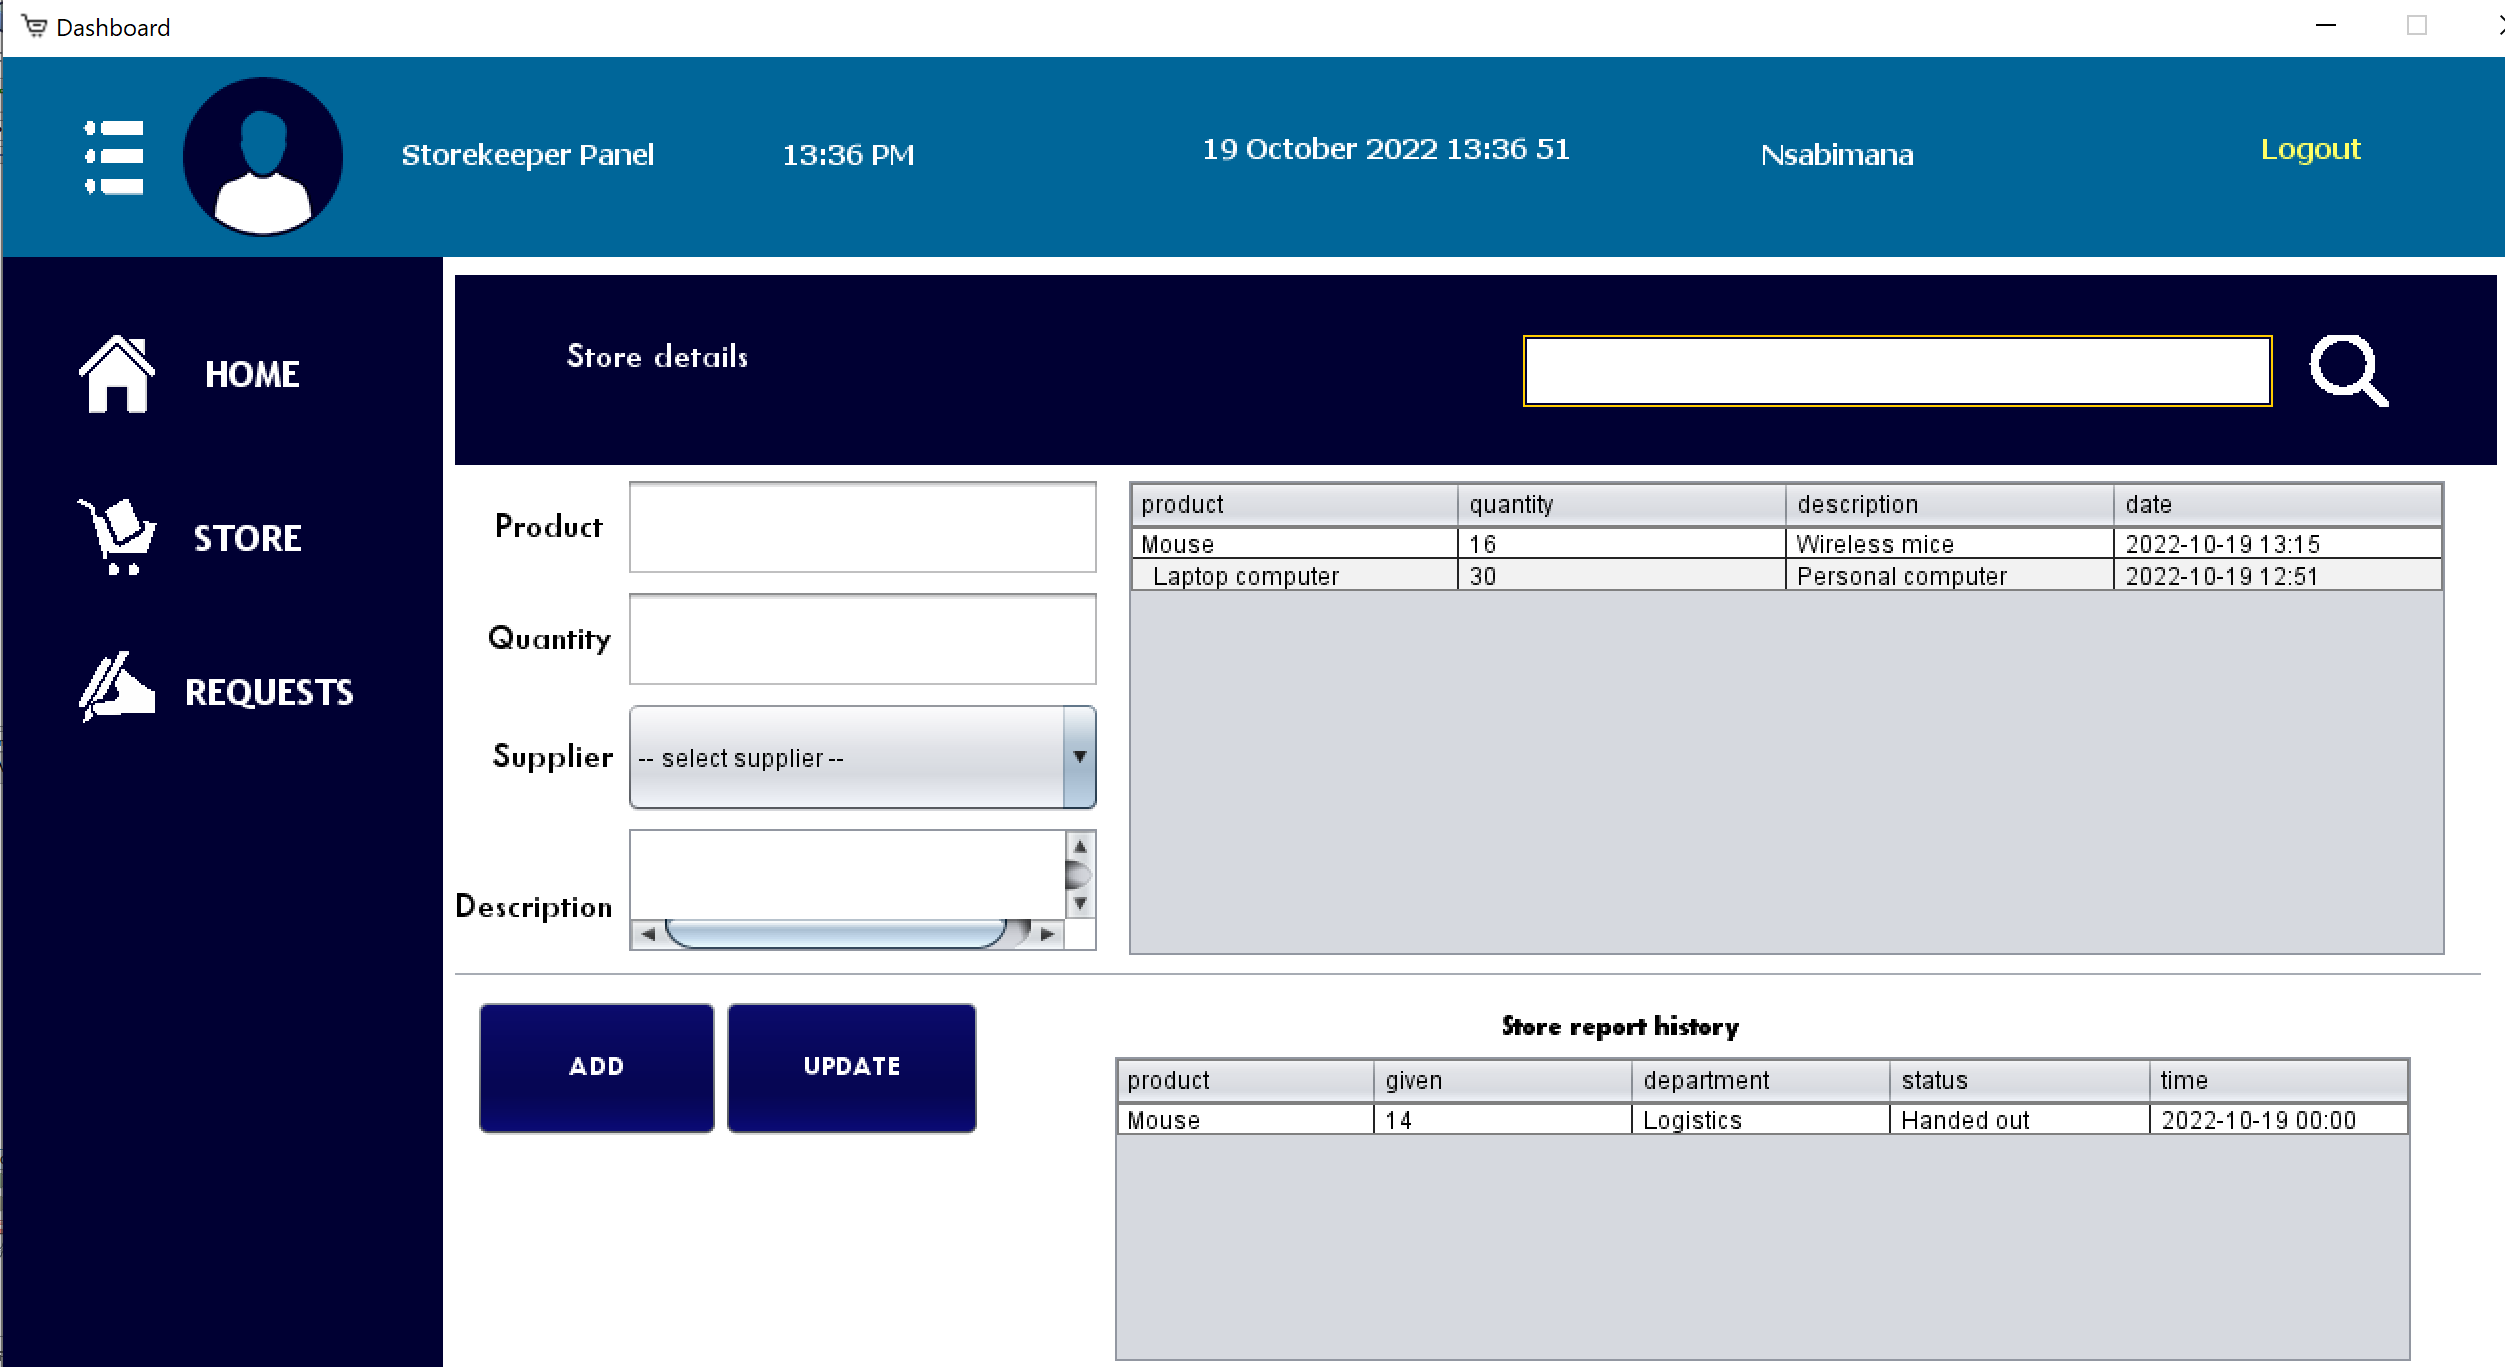 Dashboard
Storekeeper Panel 13:36 PM 19 October 2022 13:36 51 Nsabimana Logout
HOME
STORE
REQUESTS
Store details
Product
Quantity
Supplier -- select supplier --
Description
product quantity description date
Mouse 16 Wireless mice 2022-10-19 13:15
Laptop computer 30 Personal computer 2022-10-19 12:51
ADD UPDATE
Store report history
product given department status time
Mouse 14 Logistics Handed out 2022-10-19 00:00